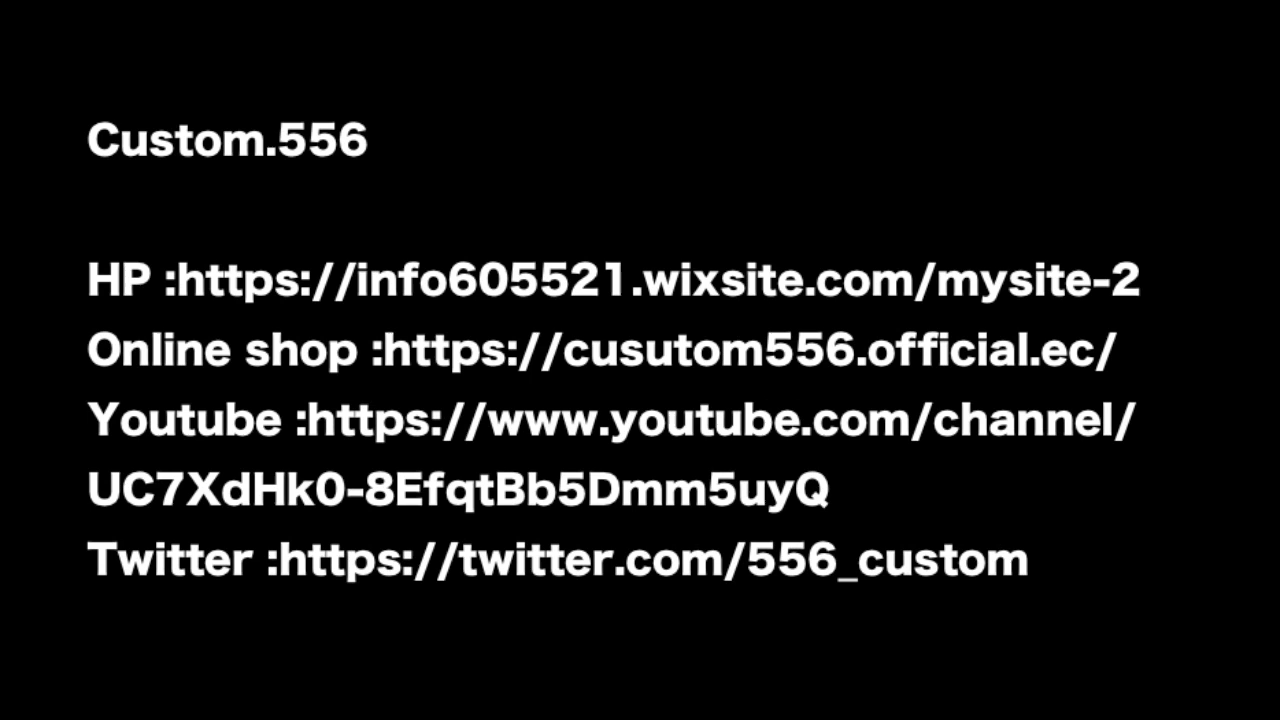 Custom.556
HP :https://info605521.wixsite.com/mysite-2
Online shop :https://cusutom556.official.ec/
Youtube :https://www.youtube.com/channel/
UC7XdHk0-8EfqtBb5Dmm5uyQ
Twitter :https://twitter.com/556_custom